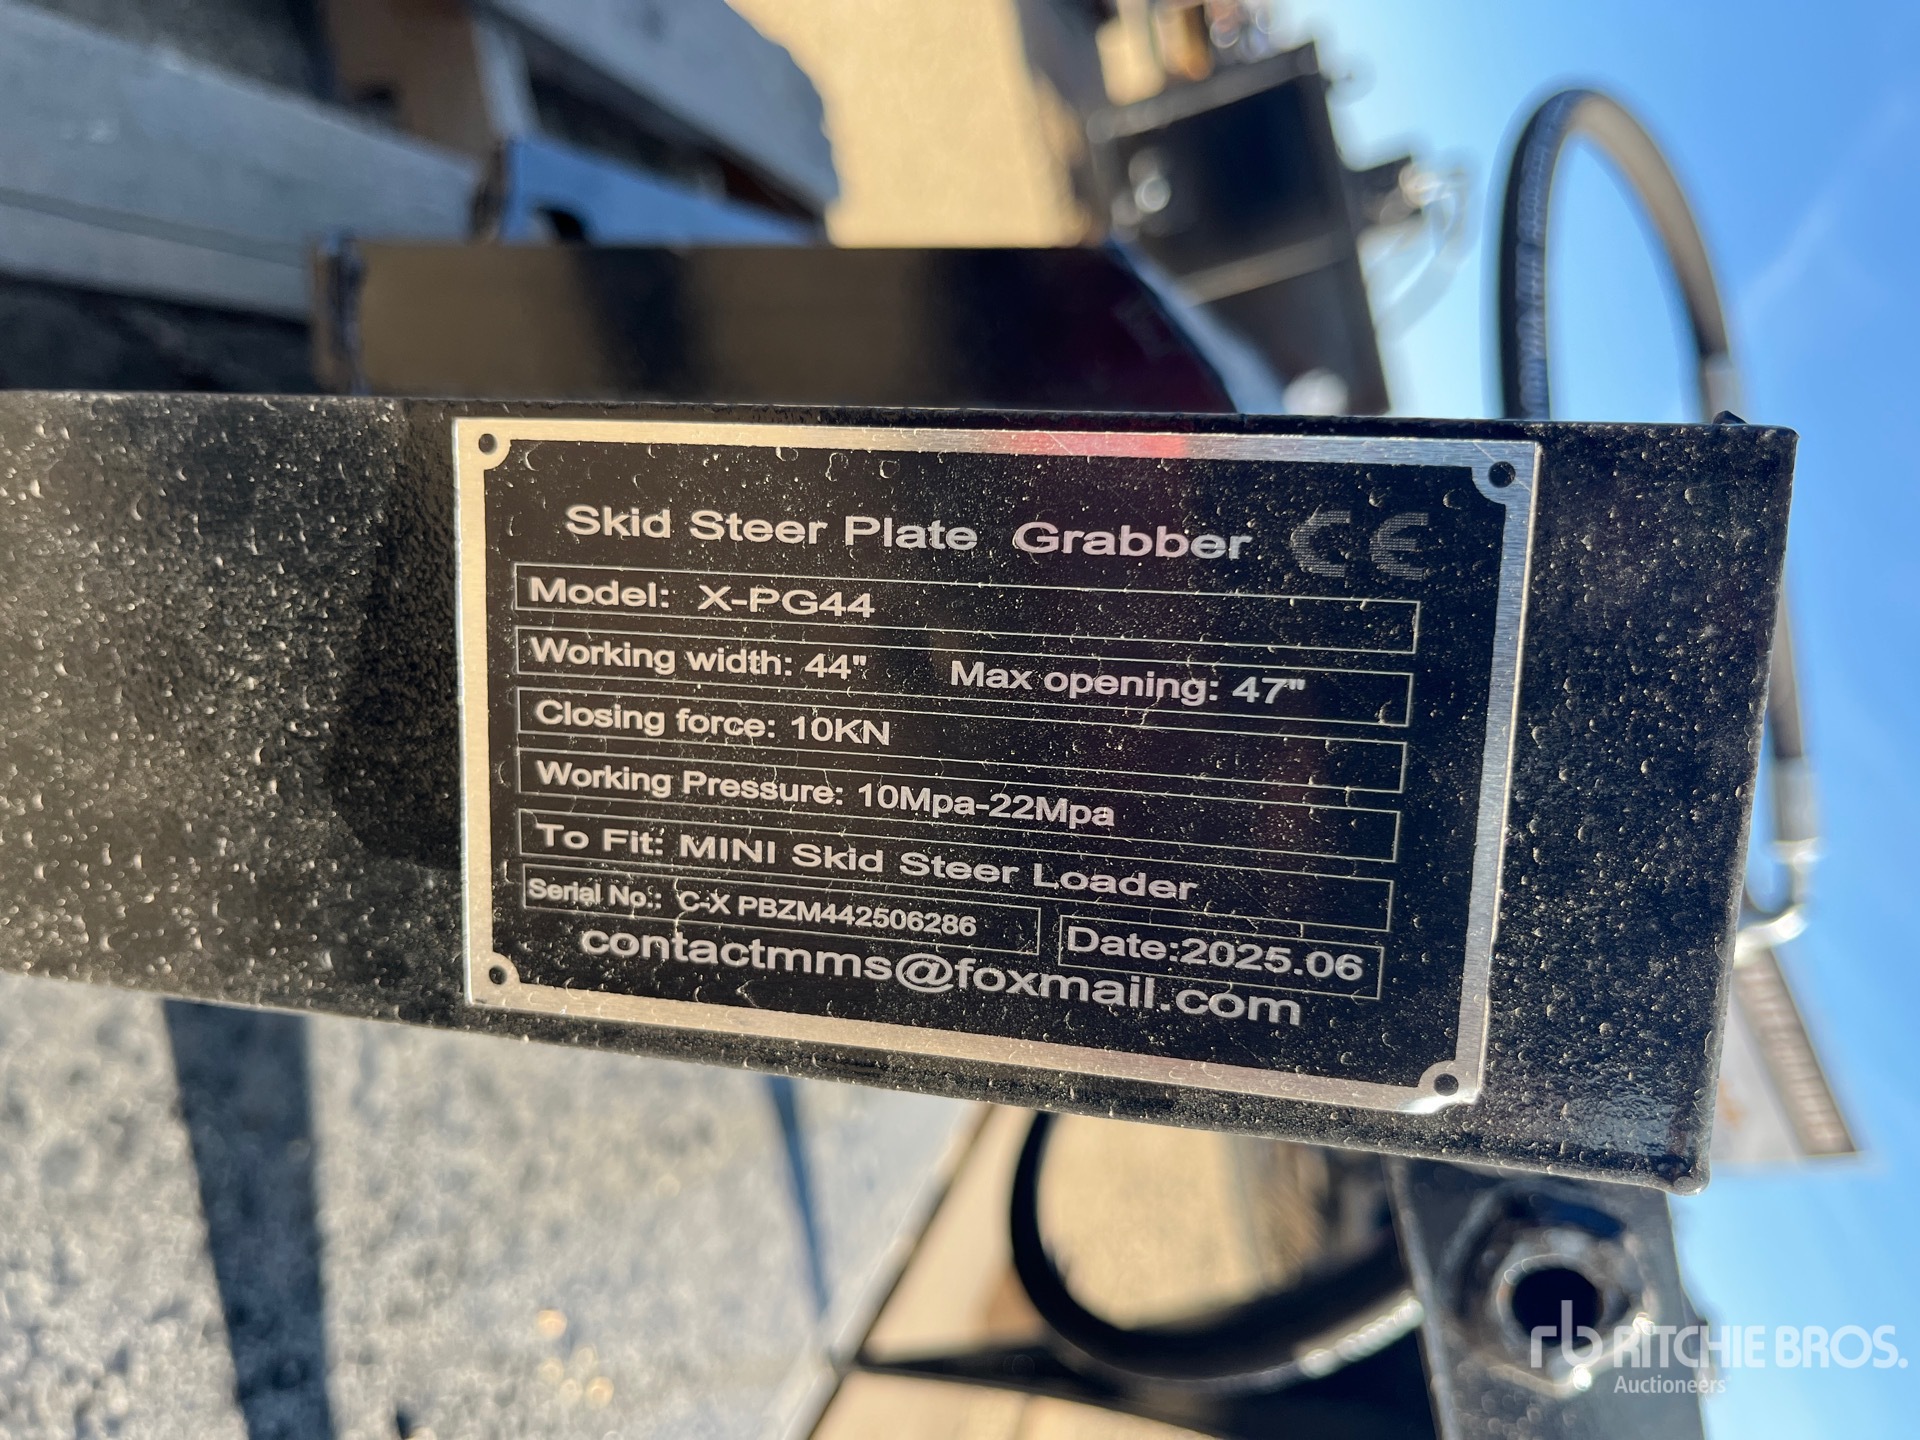 Skid Steer Plate Grabber CE
Model: X-PG44
Working width: 44" Max opening: 47"
Closing force: 10KN
Working Pressure: 10Mpa-22Mpa
To Fit: MINI Skid Steer Loader
Serial No.: C-X PBZM442506286
Date:2025.06
contactmms@foxmail.com
rb RITCHIE BROS.
Auctioneers